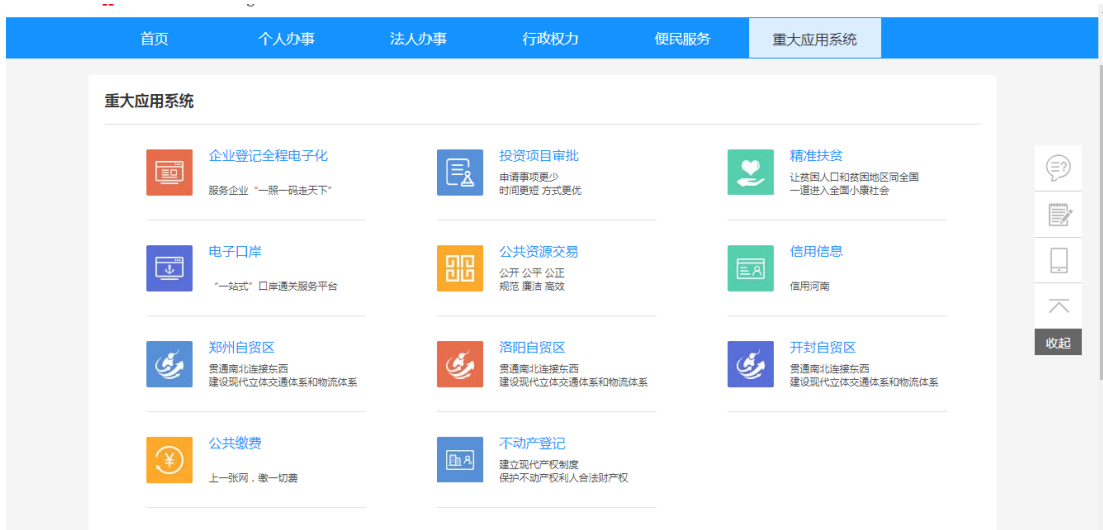 首页 个人办事 法人办事 行政权力 便民服务 重大应用系统
重大应用系统
企业登记全程电子化
服务企业“一照一码走天下”
投资项目审批
申请事项更少
时间更短 方式更优
精准扶贫
让贫困人口和贫困地区同全国
一道进入全面小康社会
电子口岸
“一站式”口岸通关服务平台
公共资源交易
公开 公平 公正
规范 廉洁 高效
信用信息
信用河南
郑州自贸区
贯通南北连接东西
建设现代立体交通体系和物流体系
洛阳自贸区
贯通南北连接东西
建设现代立体交通体系和物流体系
开封自贸区
贯通南北连接东西
建设现代立体交通体系和物流体系
公共缴费
上一张网，缴一切费
不动产登记
建立现代产权制度
保护不动产权利人合法财产权
收起